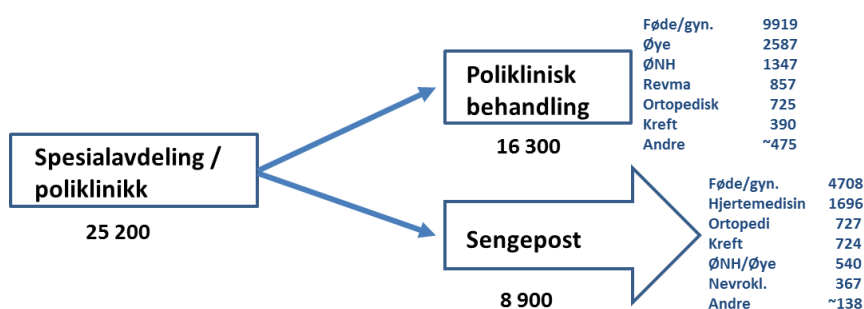 Spesialavdeling /
poliklinikk
25 200
Poliklinisk
behandling
16 300
Føde/gyn. 9919
Øye 2587
ØNH 1347
Revma 857
Ortopedisk 725
Kreft 390
Andre ~475
Sengepost
8 900
Føde/gyn. 4708
Hjertemedisin 1696
Ortopedi 727
Kreft 724
ØNH/Øye 540
Nevrokl. 367
Andre ~138